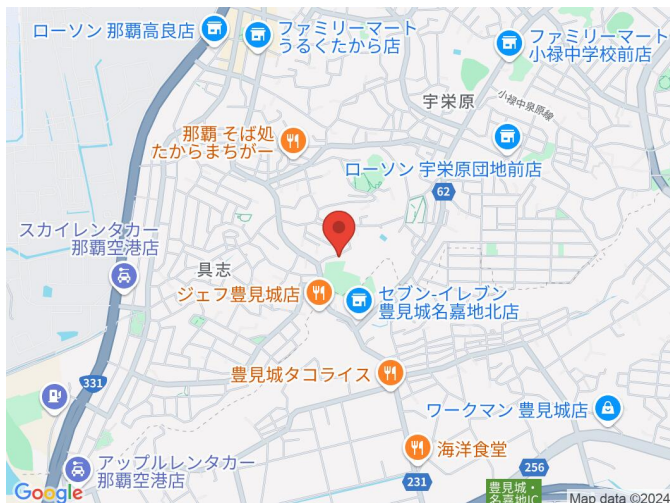 ローソン 那覇高良店
ファミリーマート
うるくたから店
ファミリーマート
小禄中学校前店
宇栄原
小禄中泉原線
那覇 そば処
たからまちがー
ローソン 宇栄原団地前店
62
スカイレンタカー
那覇空港店
具志
ジェフ豊見城店
セブン-イレブン
豊見城名嘉地北店
豊見城タコライス
331
ワークマン 豊見城店
海洋食堂
アップルレンタカー
那覇空港店
256
231
豊見城・
名嘉地IC
Google
Map data ©2024